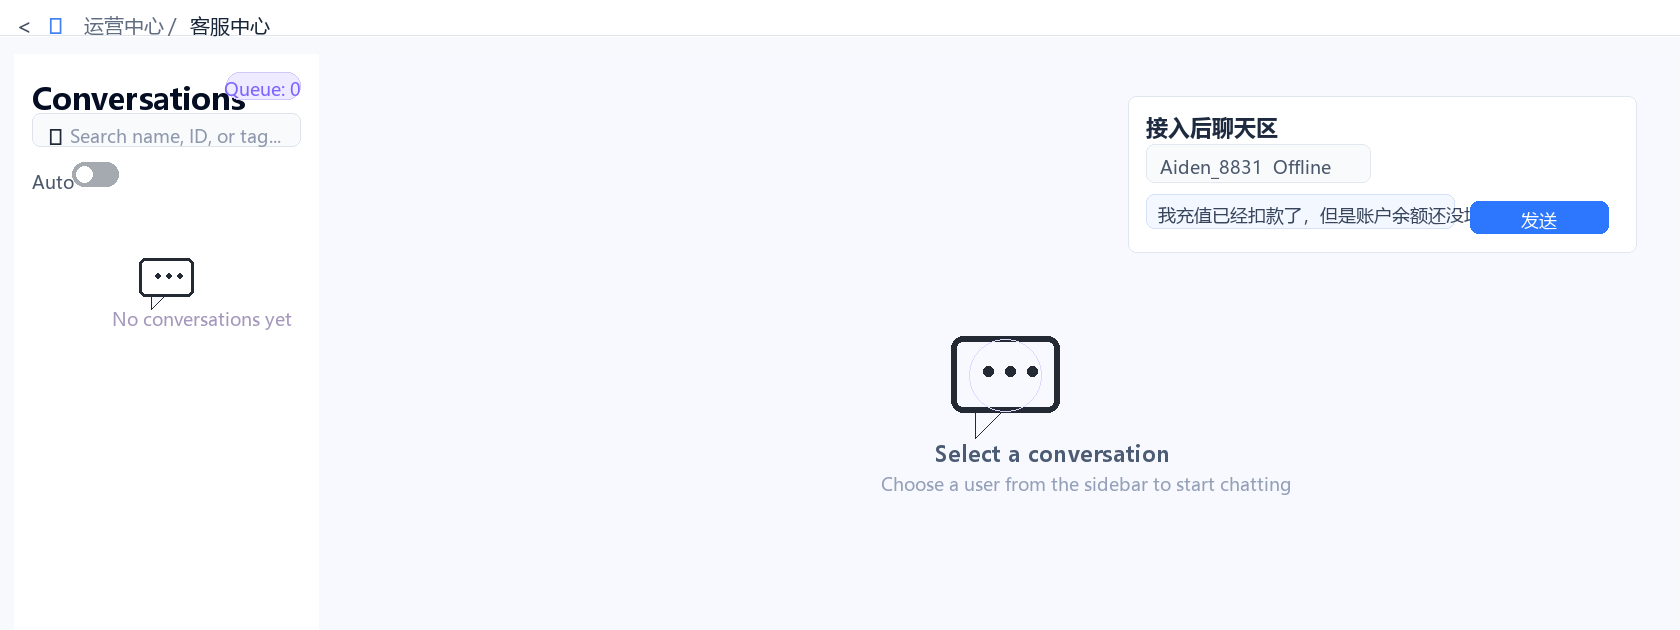 < 运营中心 / 客服中心
Conversations
Queue: 0
Search name, ID, or tag...
Auto
No conversations yet
接入后聊天区
Aiden_8831 Offline
我充值已经扣款了，但是账户余额还没
发送
Select a conversation
Choose a user from the sidebar to start chatting